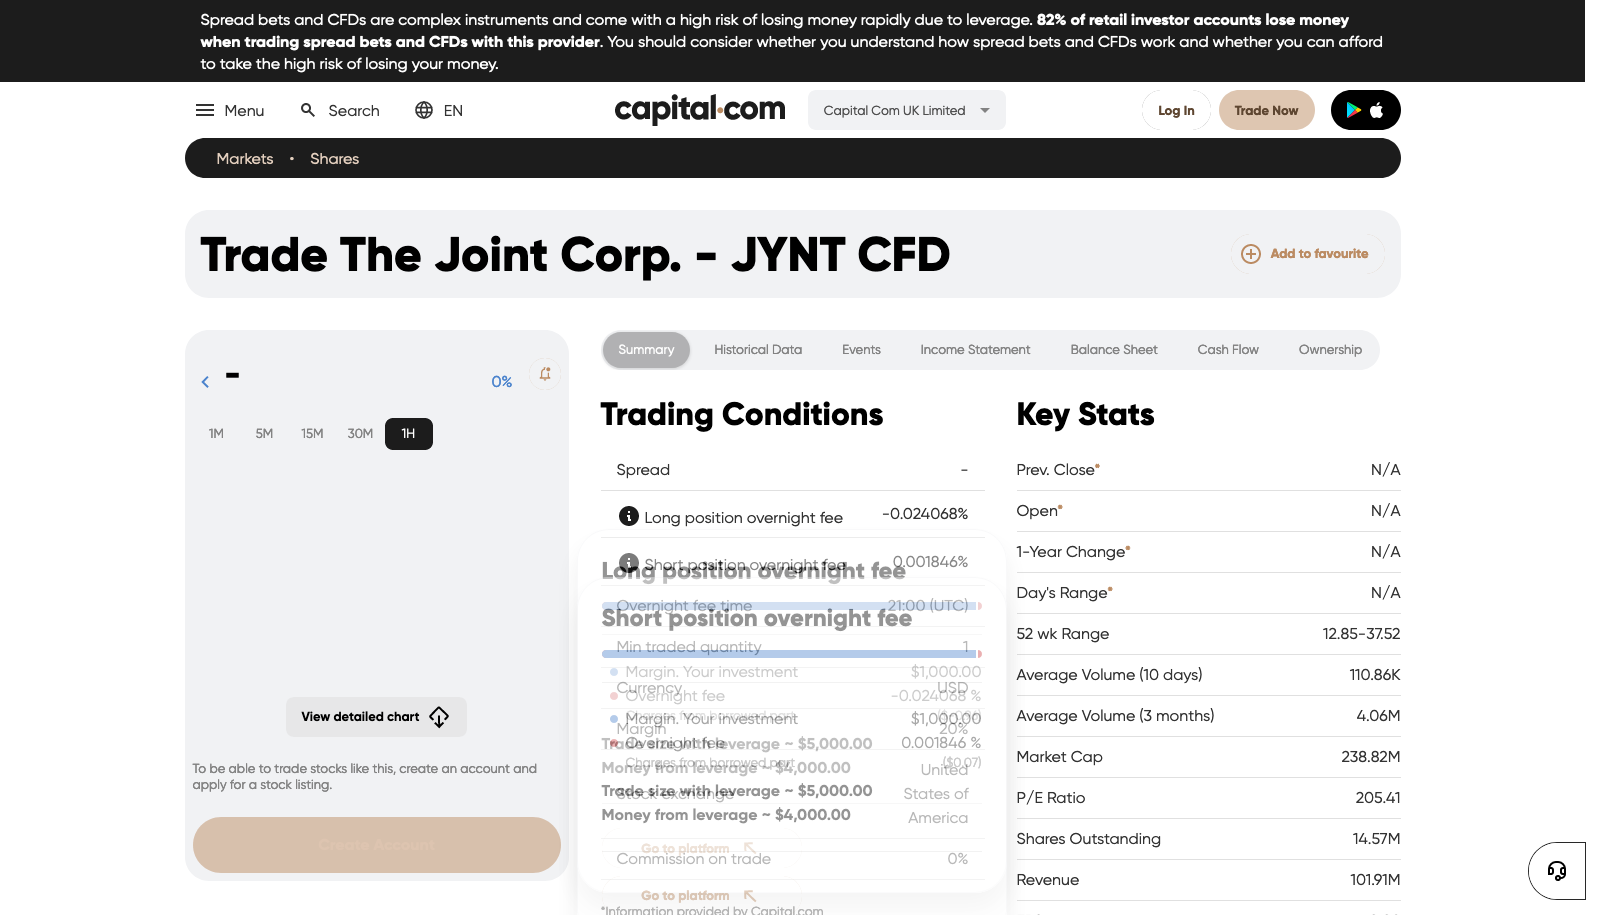 Spread bets and CFDs are complex instruments and come with a high risk of losing money rapidly due to leverage. 82% of retail investor accounts lose money
when trading spread bets and CFDs with this provider. You should consider whether you understand how spread bets and CFDs work and whether you can afford
to take the high risk of losing your money.
Menu
Search
EN
capital.com
Capital Com UK Limited
Log In
Trade Now
Markets • Shares
Trade The Joint Corp. - JYNT CFD
Add to favourite
-
0%
1M 5M 15M 30M 1H
View detailed chart
To be able to trade stocks like this, create an account and
apply for a stock listing.
Create Account
Summary Historical Data Events Income Statement Balance Sheet Cash Flow Ownership
Trading Conditions
Spread -
Long position overnight fee -0.024068%
Short position overnight fee 0.001846%
Long position overnight fee
Overnight fee time 21:00 (UTC)
Short position overnight fee
Min traded quantity 1
Margin. Your investment $1,000.00
Currency USD
Overnight fee -0.024068 %
Charges from borrowed part
Margin. Your investment $1,000.00
Margin 20%
Overnight fee 0.001846 %
Trade size with leverage ~ $5,000.00
Charges from borrowed part ($0.07)
Money from leverage ~ $4,000.00
Stock exchange United
States of
America
Trade size with leverage ~ $5,000.00
Money from leverage ~ $4,000.00
Go to platform
Commission on trade 0%
Go to platform
*Information provided by Capital.com
Key Stats
Prev. Close* N/A
Open* N/A
1-Year Change* N/A
Day's Range* N/A
52 wk Range 12.85-37.52
Average Volume (10 days) 110.86K
Average Volume (3 months) 4.06M
Market Cap 238.82M
P/E Ratio 205.41
Shares Outstanding 14.57M
Revenue 101.91M